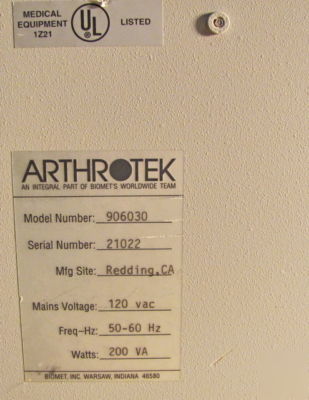 MEDICAL
EQUIPMENT
1Z21
UL
LISTED
ARTHROTEK
AN INTEGRAL PART OF BIOMET'S WORLDWIDE TEAM
Model Number: 906030
Serial Number: 21022
Mfg Site: Redding, CA
Mains Voltage: 120 vac
Freq-Hz: 50-60 Hz
Watts: 200 VA
BIOMET, INC. WARSAW, INDIANA 46580